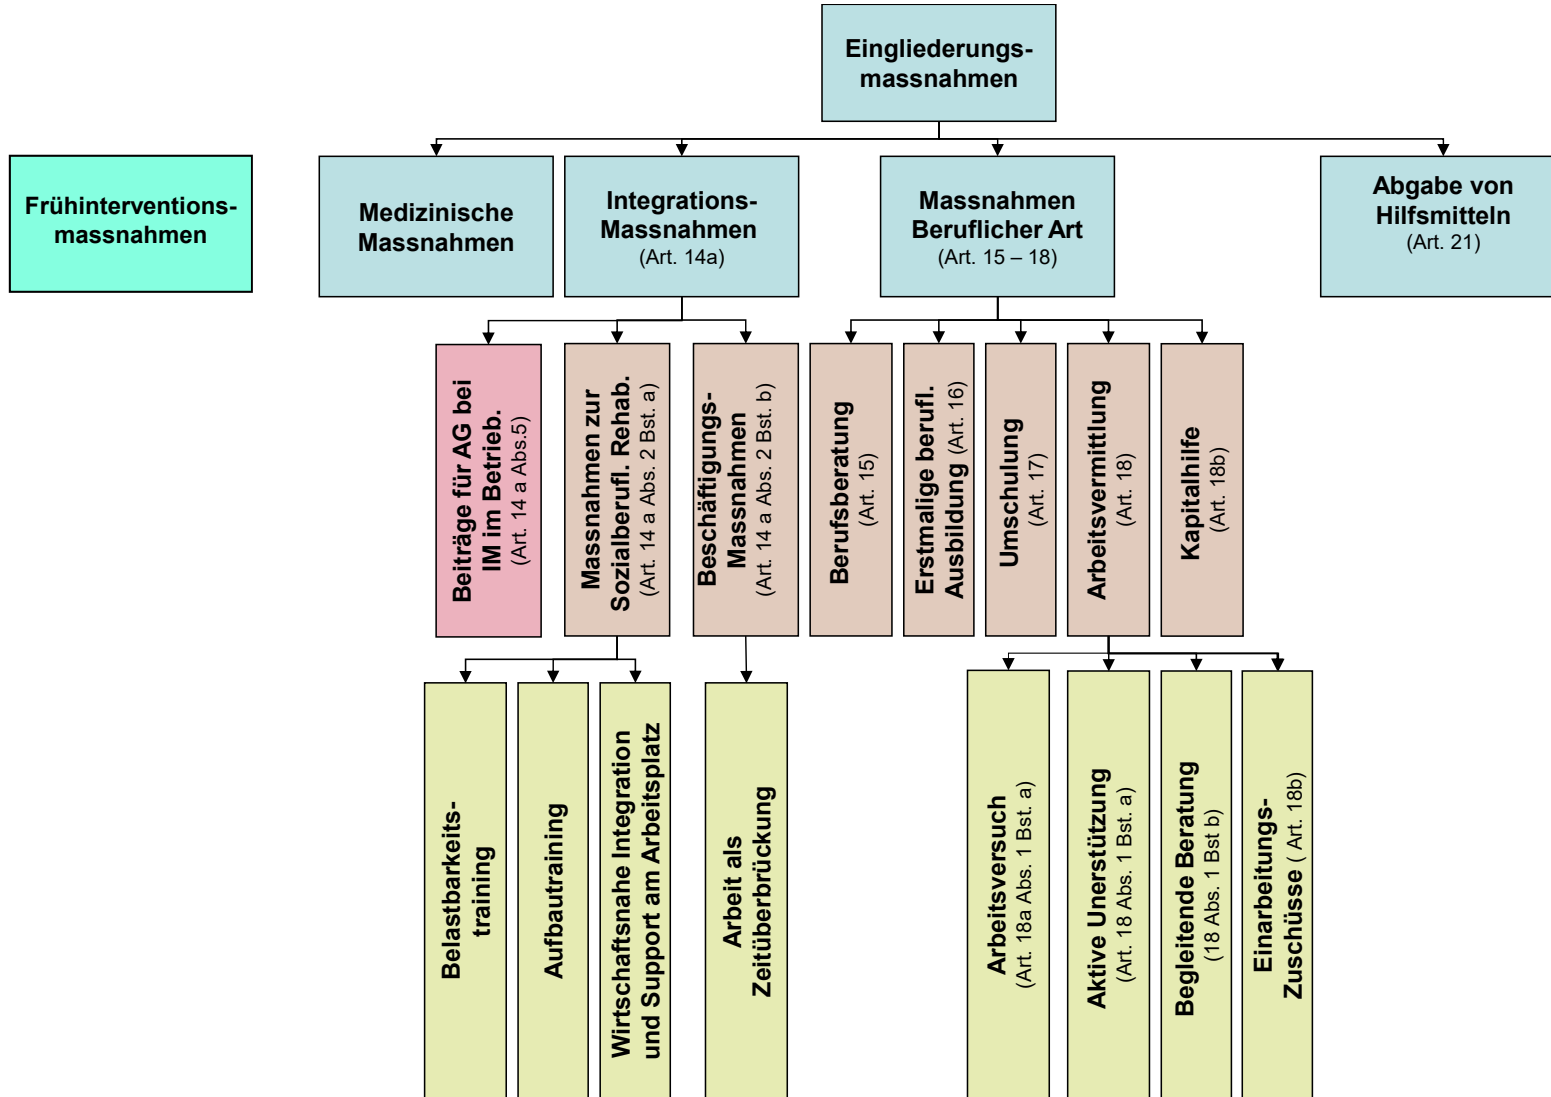 Eingliederungs-
massnahmen
Frühinterventions-
massnahmen
Medizinische
Massnahmen
Integrations-
Massnahmen
(Art. 14a)
Massnahmen
Beruflicher Art
(Art. 15 – 18)
Abgabe von
Hilfsmitteln
(Art. 21)
Beiträge für AG bei
IM im Betrieb.
(Art. 14 a Abs.5)
Massnahmen zur
Sozialberufl. Rehab.
(Art. 14 a Abs. 2 Bst. a)
Beschäftigungs-
Massnahmen
(Art. 14 a Abs. 2 Bst. b)
Berufsberatung
(Art. 15)
Erstmalige berufl.
Ausbildung (Art. 16)
Umschulung
(Art. 17)
Arbeitsvermittlung
(Art. 18)
Kapitalhilfe
(Art. 18b)
Belastbarkeits-
training
Aufbautraining
Wirtschaftsnahe Integration
und Support am Arbeitsplatz
Arbeit als
Zeitüberbrückung
Arbeitsversuch
(Art. 18a Abs. 1 Bst. a)
Aktive Unerstützung
(Art. 18 Abs. 1 Bst. a)
Begleitende Beratung
(18 Abs. 1 Bst b)
Einarbeitungs-
Zuschüsse ( Art. 18b)